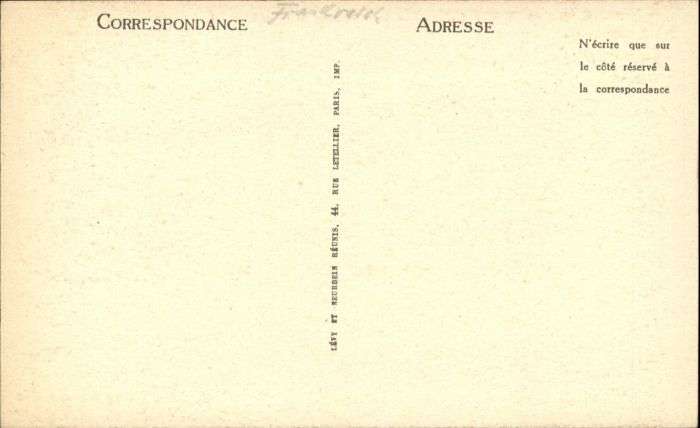 CORRESPONDANCE
Frankreich
ADRESSE
N'écrire que sur
le côté réservé à
la correspondance
LÉVY ET NEURDEIN RÉUNIS, 44, RUE LETELLIER, PARIS, IMP.